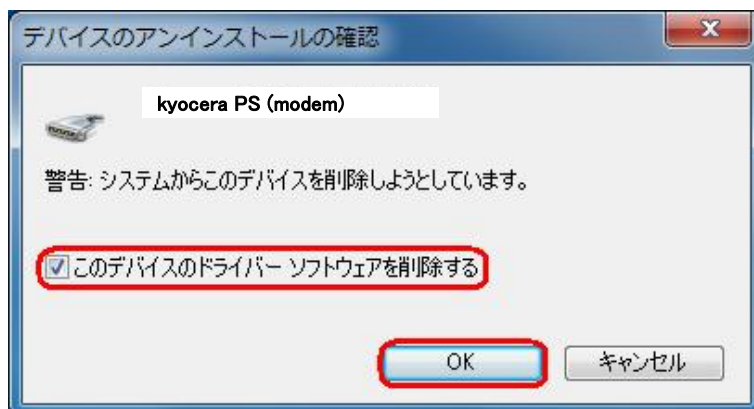 デバイスのアンインストールの確認
kyocera PS (modem)
警告: システムからこのデバイスを削除しようとしています。
このデバイスのドライバー ソフトウェアを削除する
OK
キャンセル